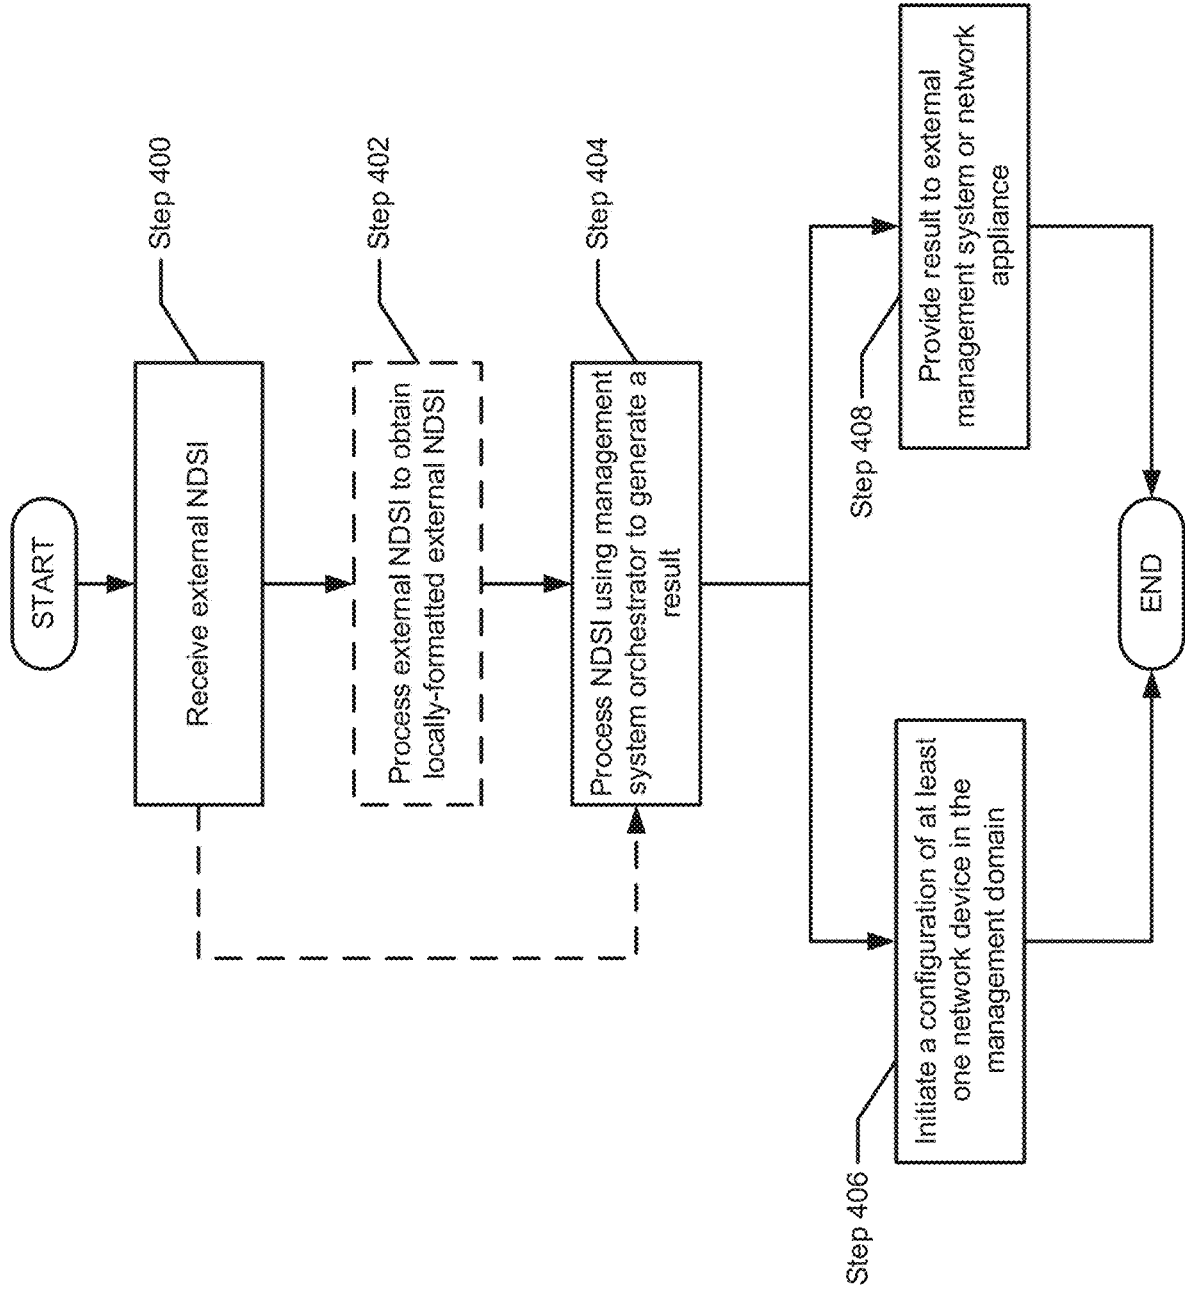 START
Receive external NDSI
Step 400
Process external NDSI to obtain
locally-formatted external NDSI
Step 402
Process NDSI using management
system orchestrator to generate a
result
Step 404
Step 406
Initiate a configuration of at least
one network device in the
management domain
Step 408
Provide result to external
management system or network
appliance
END